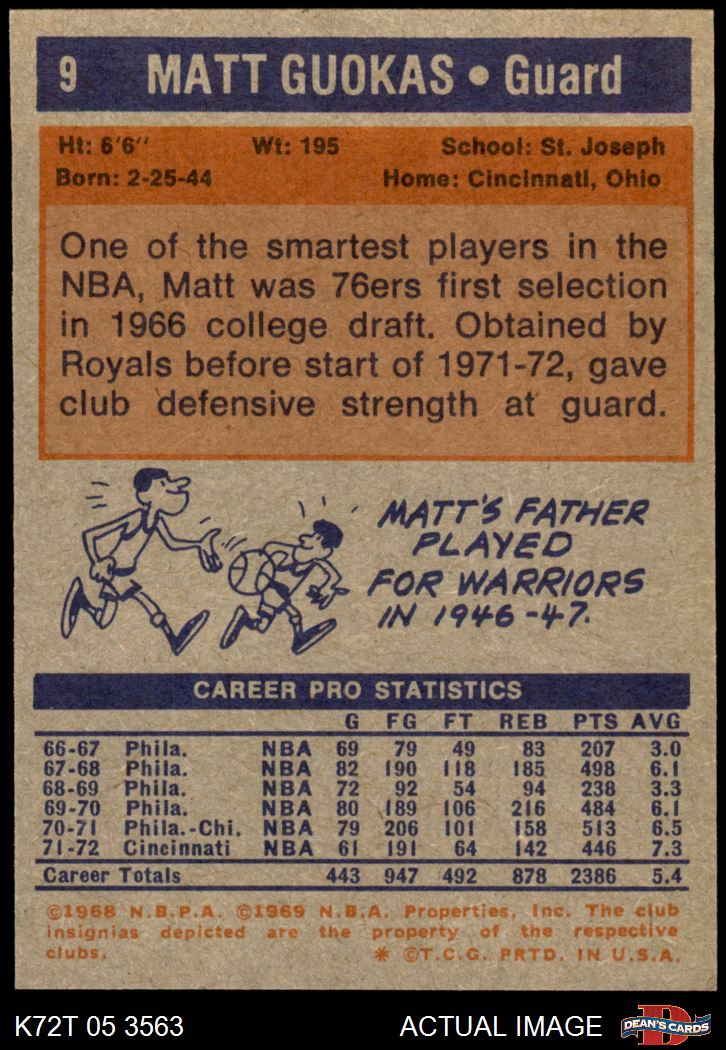 9 MATT GUOKAS • Guard
Ht: 6'6" Wt: 195 School: St. Joseph
Born: 2-25-44 Home: Cincinnati, Ohio
One of the smartest players in the
NBA, Matt was 76ers first selection
in 1966 college draft. Obtained by
Royals before start of 1971-72, gave
club defensive strength at guard.
MATT'S FATHER
PLAYED
FOR WARRIORS
IN 1946-47.
CAREER PRO STATISTICS
G FG FT REB PTS AVG
66-67 Phila. NBA 69 79 49 83 207 3.0
67-68 Phila. NBA 82 190 118 185 498 6.1
68-69 Phila. NBA 72 92 54 94 238 3.3
69-70 Phila. NBA 80 189 106 216 484 6.1
70-71 Phila.-Chi. NBA 79 206 101 158 513 6.5
71-72 Cincinnati NBA 61 191 64 142 446 7.3
Career Totals 443 947 492 878 2386 5.4
©1968 N.B.P.A. ©1969 N.B.A. Properties, Inc. The club
insignias depicted are the property of the respective
clubs. * ©T.C.G. PRTD. IN U.S.A.
K72T 05 3563 ACTUAL IMAGE D DEAN'S CARDS